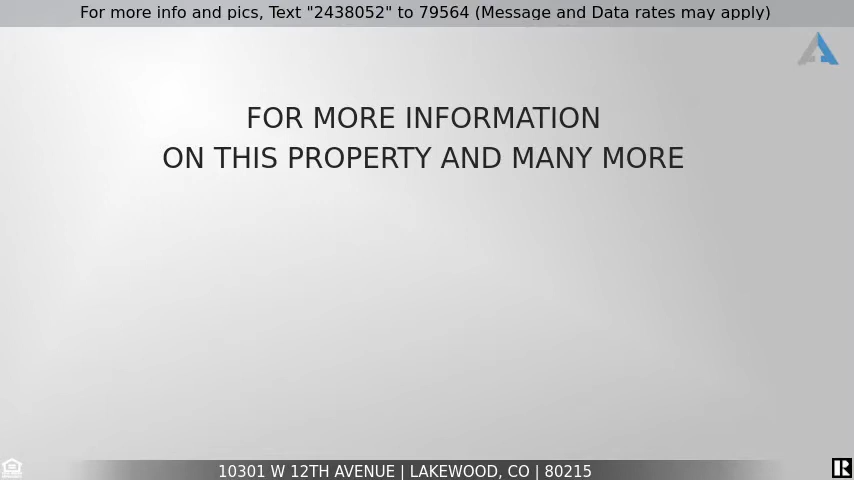 For more info and pics, Text "2438052" to 79564 (Message and Data rates may apply)
FOR MORE INFORMATION
ON THIS PROPERTY AND MANY MORE
10301 W 12TH AVENUE | LAKEWOOD, CO | 80215